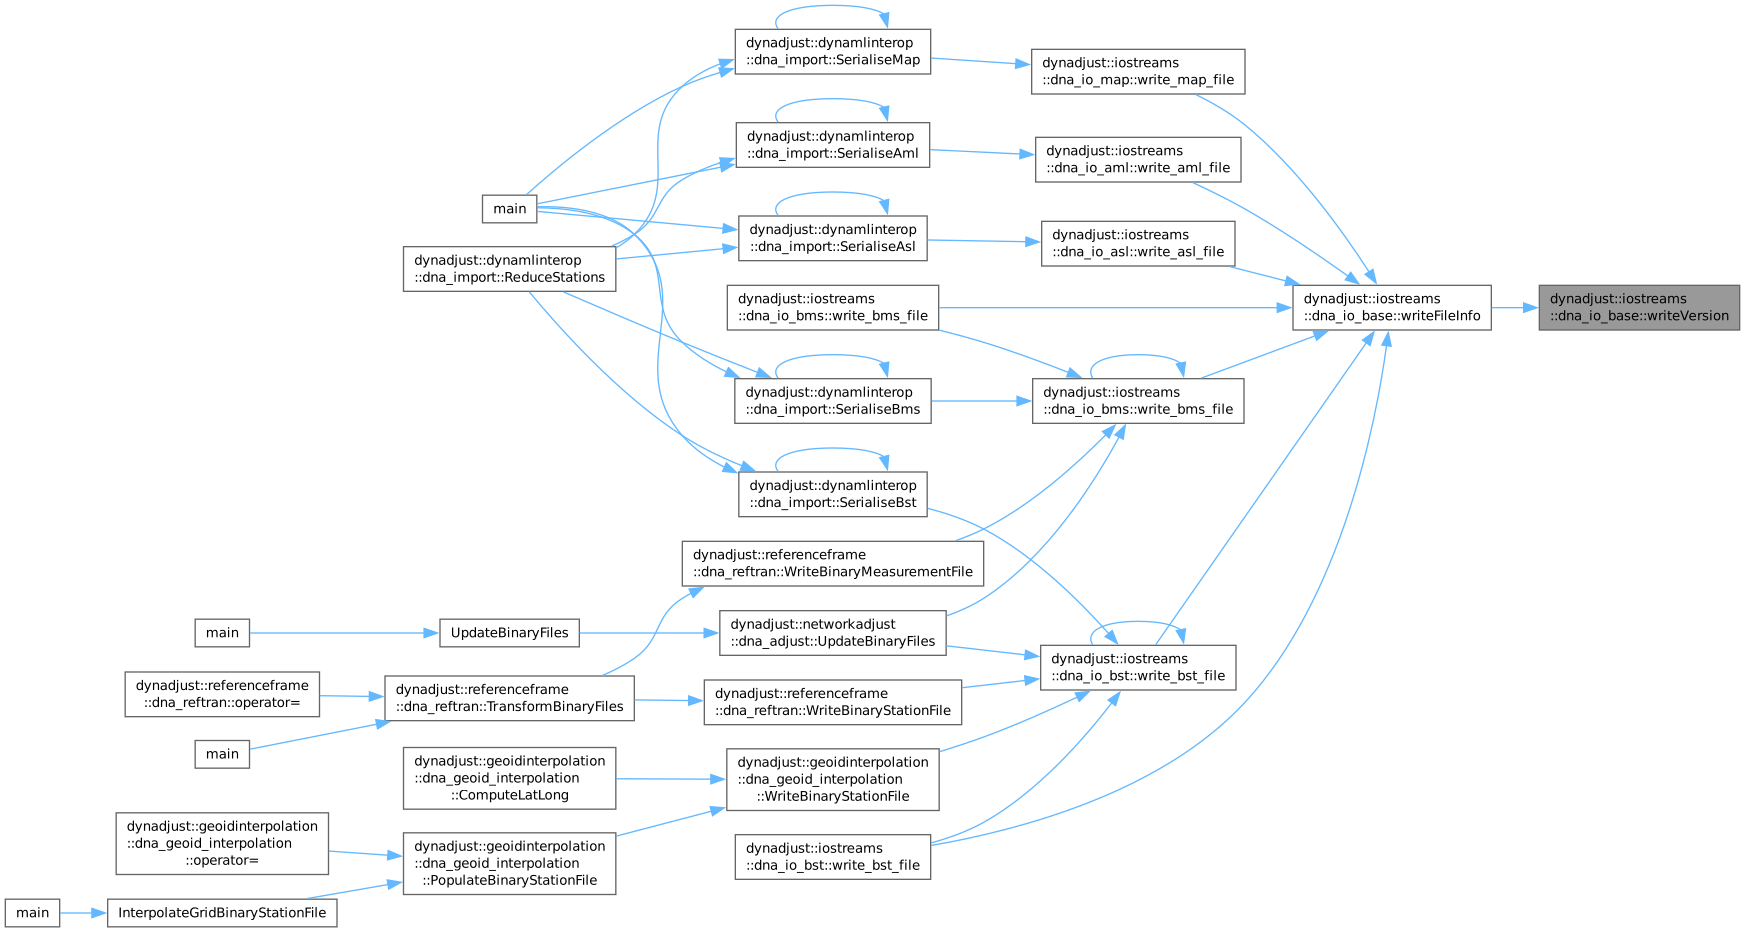 dynadjust::dynamlinterop
::dna_import::SerialiseMap
dynadjust::iostreams
::dna_io_map::write_map_file
dynadjust::dynamlinterop
::dna_import::SerialiseAml
dynadjust::iostreams
::dna_io_aml::write_aml_file
main
dynadjust::dynamlinterop
::dna_import::SerialiseAsl
dynadjust::iostreams
::dna_io_asl::write_asl_file
dynadjust::dynamlinterop
::dna_import::ReduceStations
dynadjust::iostreams
::dna_io_bms::write_bms_file
dynadjust::iostreams
::dna_io_base::writeFileInfo
dynadjust::iostreams
::dna_io_base::writeVersion
dynadjust::dynamlinterop
::dna_import::SerialiseBms
dynadjust::iostreams
::dna_io_bms::write_bms_file
dynadjust::dynamlinterop
::dna_import::SerialiseBst
dynadjust::referenceframe
::dna_reftran::WriteBinaryMeasurementFile
main
UpdateBinaryFiles
dynadjust::networkadjust
::dna_adjust::UpdateBinaryFiles
dynadjust::iostreams
::dna_io_bst::write_bst_file
dynadjust::referenceframe
::dna_reftran::operator=
dynadjust::referenceframe
::dna_reftran::TransformBinaryFiles
dynadjust::referenceframe
::dna_reftran::WriteBinaryStationFile
main
dynadjust::geoidinterpolation
::dna_geoid_interpolation
::ComputeLatLong
dynadjust::geoidinterpolation
::dna_geoid_interpolation
::WriteBinaryStationFile
dynadjust::geoidinterpolation
::dna_geoid_interpolation
::operator=
dynadjust::geoidinterpolation
::dna_geoid_interpolation
::PopulateBinaryStationFile
dynadjust::iostreams
::dna_io_bst::write_bst_file
main
InterpolateGridBinaryStationFile